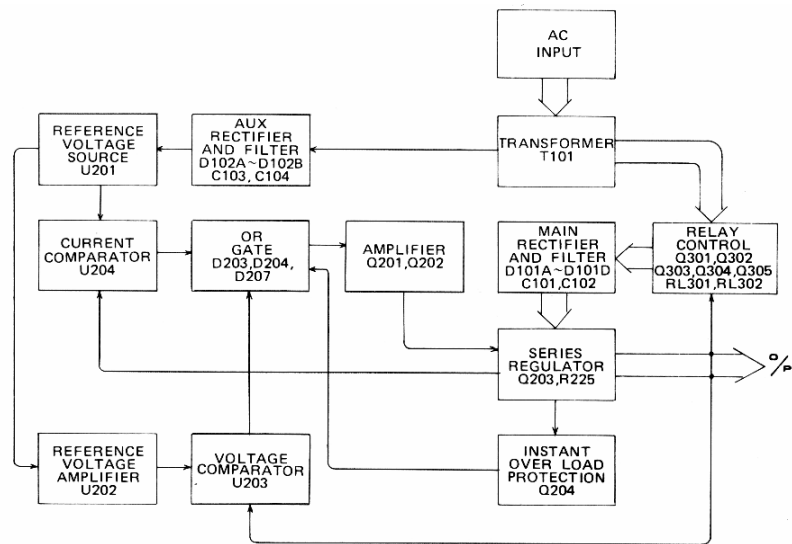 AC
INPUT
REFERENCE
VOLTAGE
SOURCE
U201
AUX
RECTIFIER
AND FILTER
D102A~D102B
C103, C104
TRANSFORMER
T101
CURRENT
COMPARATOR
U204
OR
GATE
D203,D204,
D207
AMPLIFIER
Q201,Q202
MAIN
RECTIFIER
AND FILTER
D101A~D101D
C101,C102
RELAY
CONTROL
Q301,Q302
Q303,Q304,Q305
RL301,RL302
SERIES
REGULATOR
Q203,R225
O/P
REFERENCE
VOLTAGE
AMPLIFIER
U202
VOLTAGE
COMPARATOR
U203
INSTANT
OVER LOAD
PROTECTION
Q204